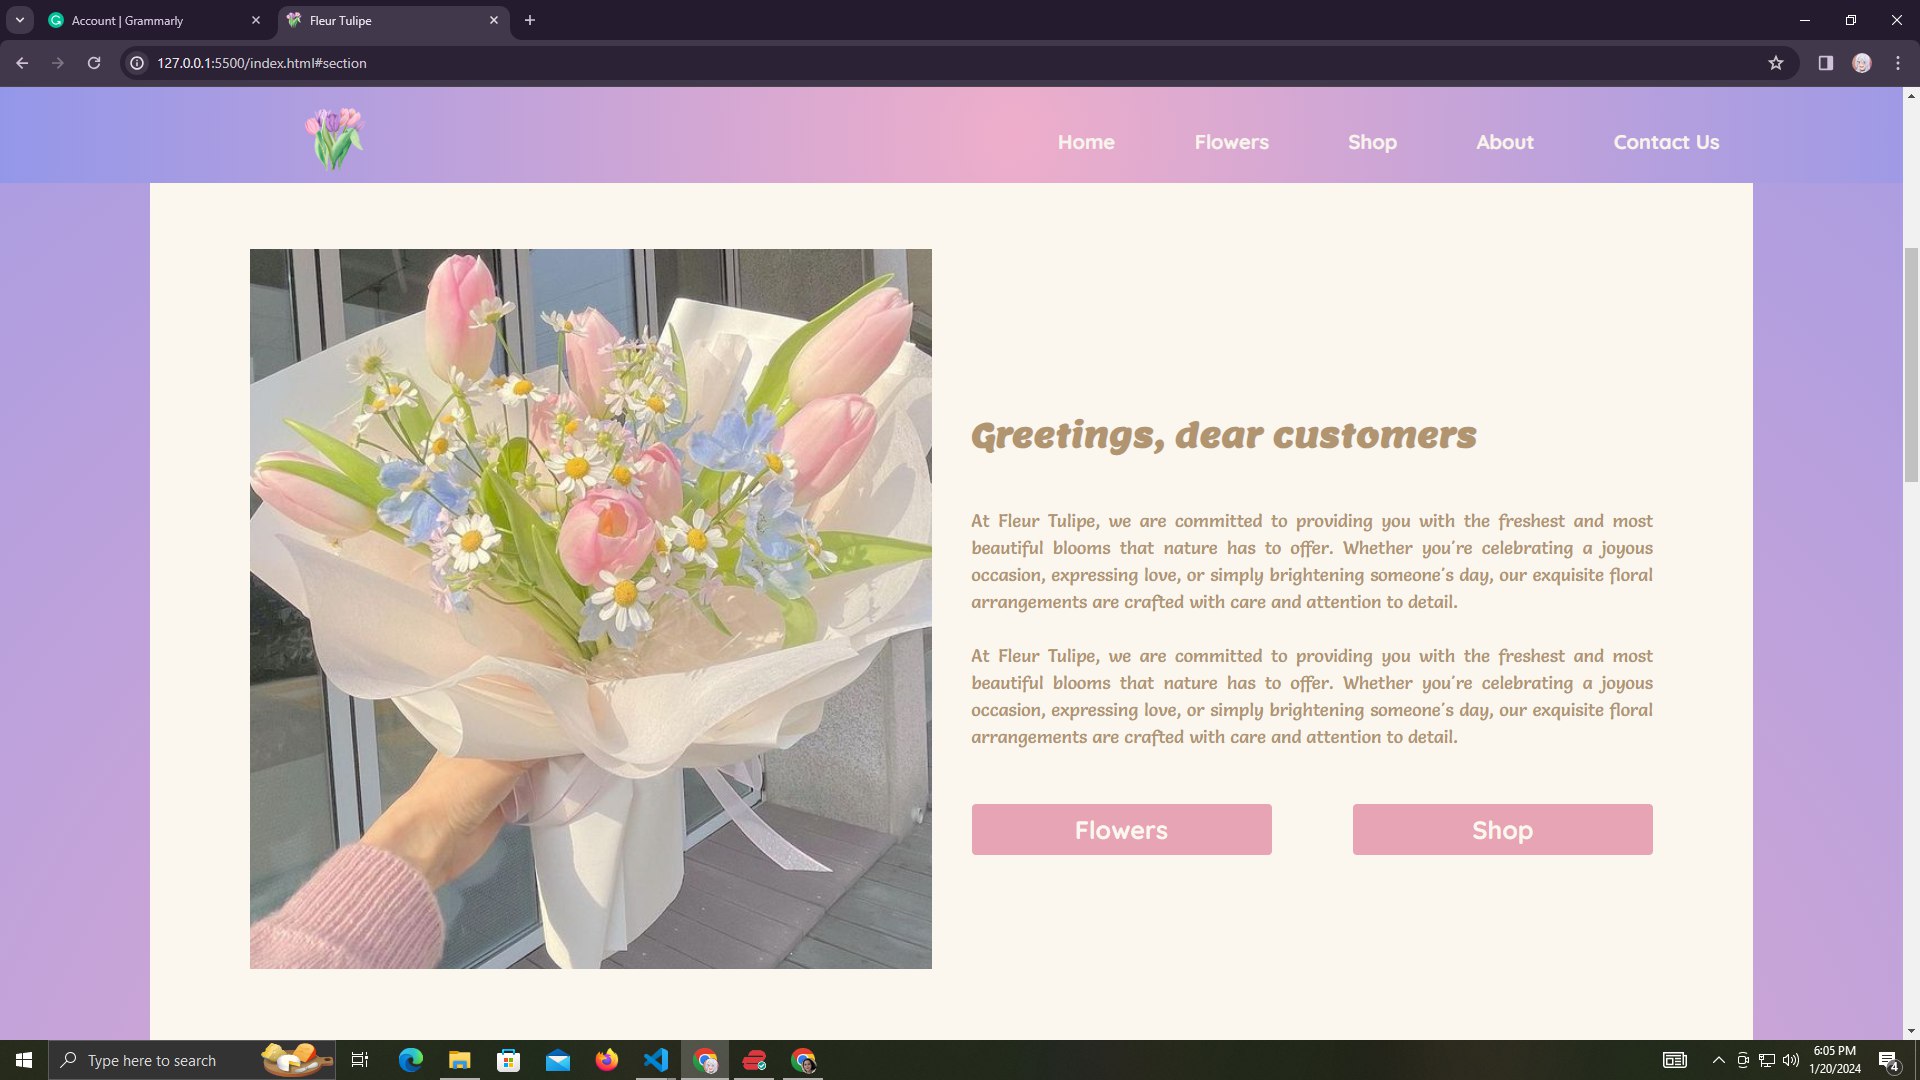 Account | Grammarly
Fleur Tulipe
127.0.0.1:5500/index.html#section
Home Flowers Shop About Contact Us
Greetings, dear customers
At Fleur Tulipe, we are committed to providing you with the freshest and most
beautiful blooms that nature has to offer. Whether you're celebrating a joyous
occasion, expressing love, or simply brightening someone's day, our exquisite floral
arrangements are crafted with care and attention to detail.
At Fleur Tulipe, we are committed to providing you with the freshest and most
beautiful blooms that nature has to offer. Whether you're celebrating a joyous
occasion, expressing love, or simply brightening someone's day, our exquisite floral
arrangements are crafted with care and attention to detail.
Flowers Shop
Type here to search
6:05 PM
1/20/2024
4